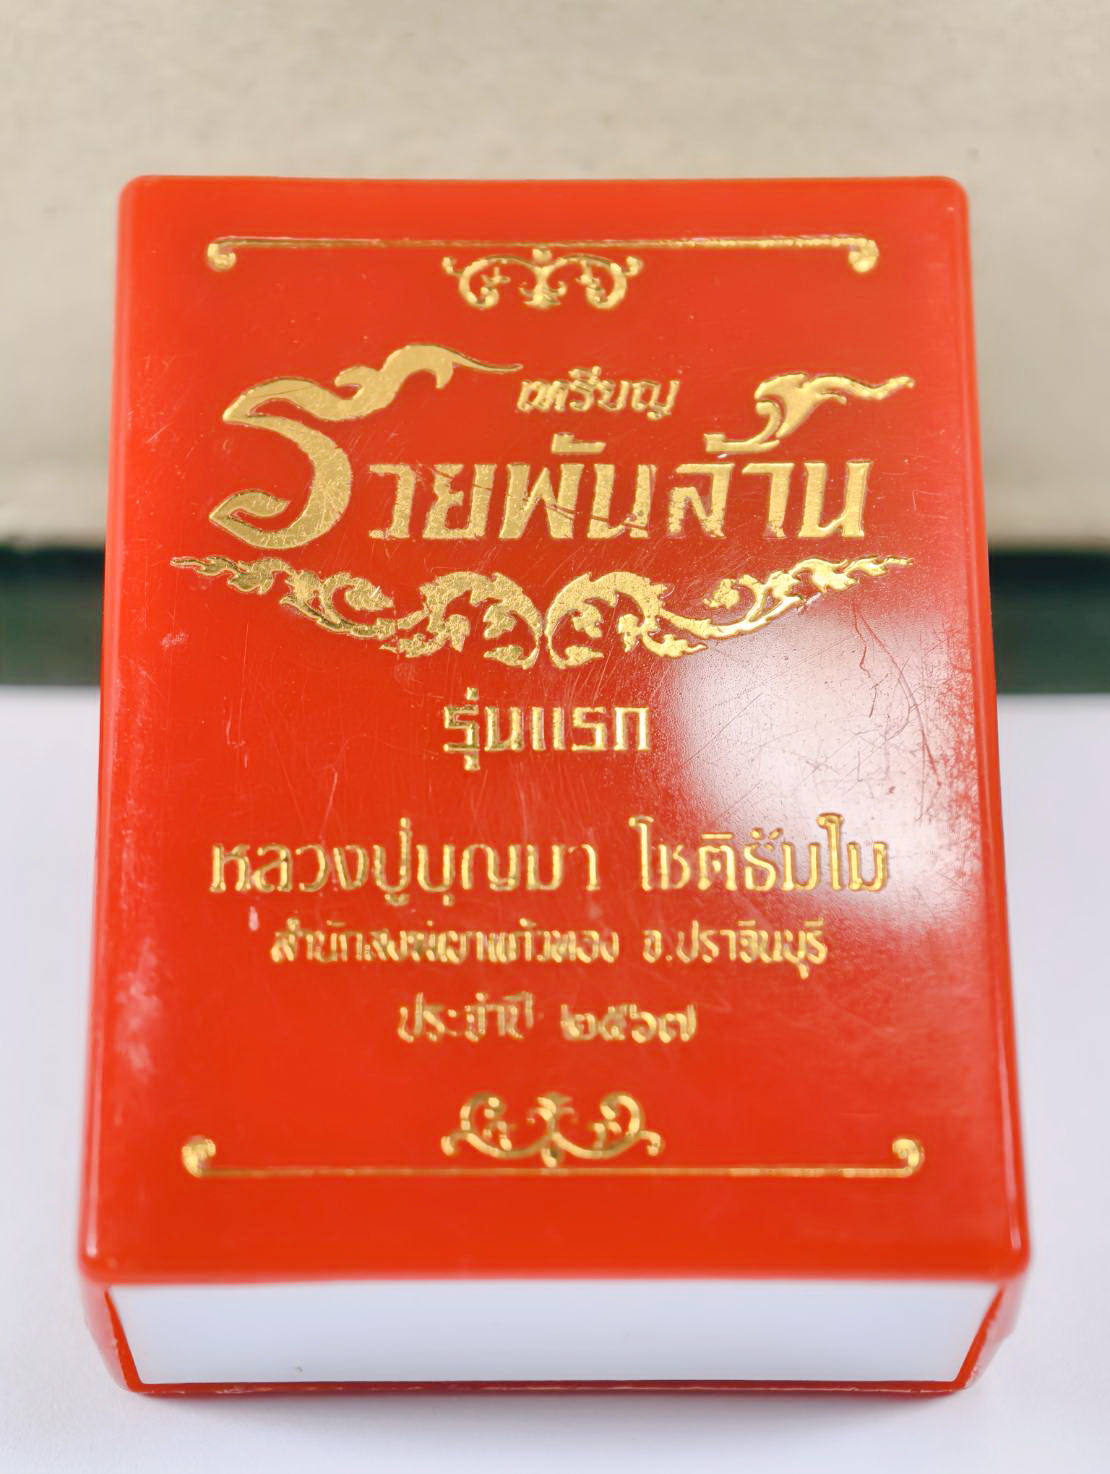 เหรียญ
รวยพันล้าน
รุ่นแรก
หลวงปู่บุญมา โชติธัมโม
สำนักสงฆ์เขาแก้วทอง จ.ปราจีนบุรี
ประจำปี ๒๕๖๗